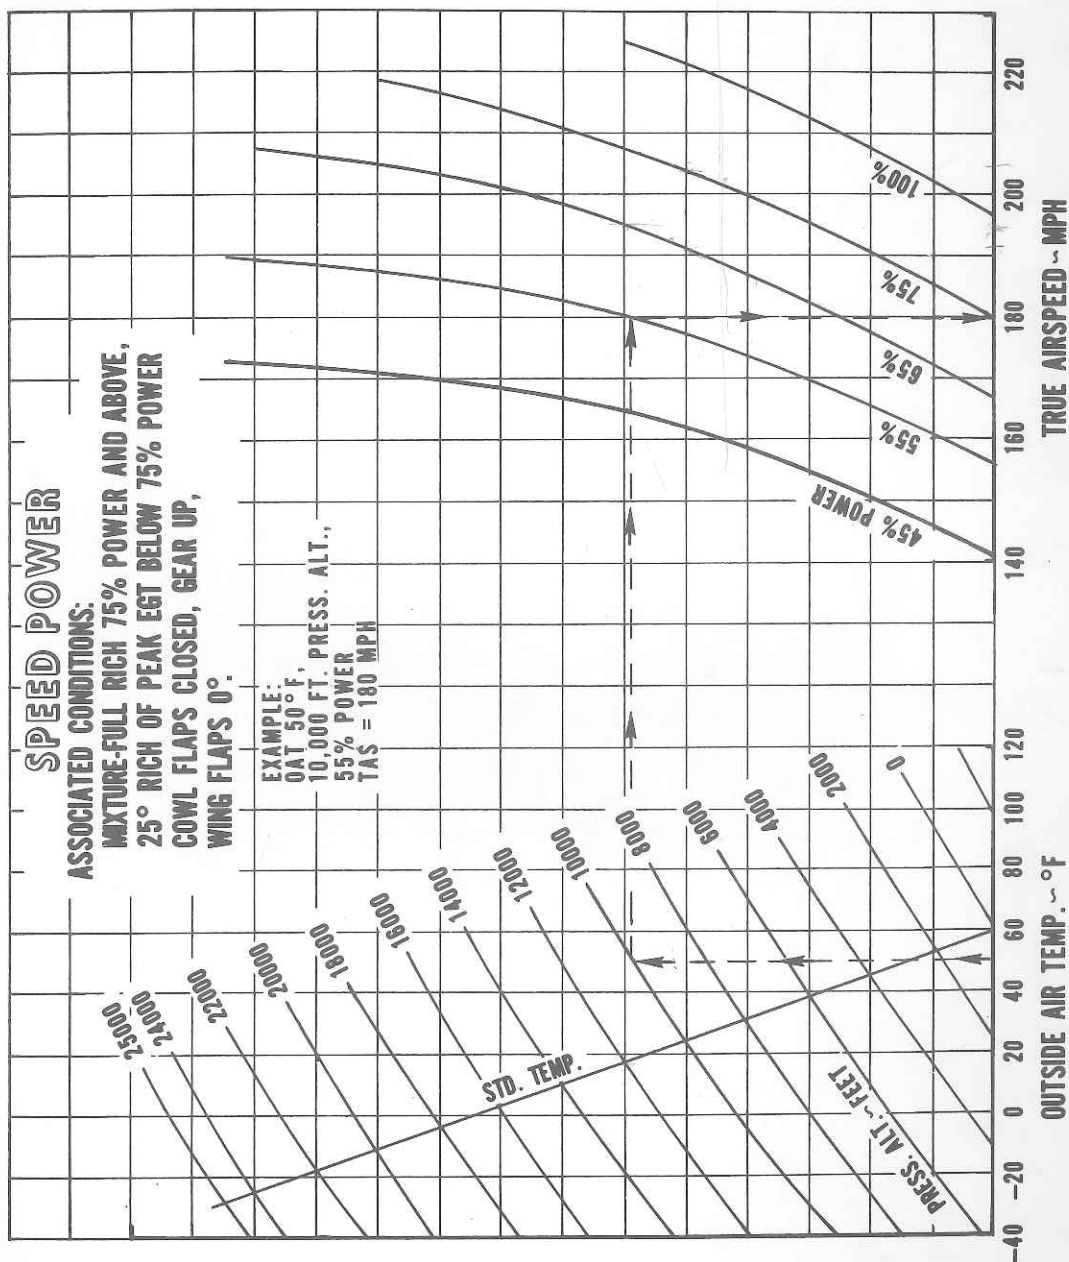 SPEED POWER
ASSOCIATED CONDITIONS:
MIXTURE-FULL RICH 75% POWER AND ABOVE,
25° RICH OF PEAK EGT BELOW 75% POWER
COWL FLAPS CLOSED, GEAR UP,
WING FLAPS 0°.
EXAMPLE:
OAT 50°F,
10,000 FT. PRESS. ALT.,
55% POWER
TAS = 180 MPH
25000
24000
22000
20000
18000
16000
14000
12000
10000
8000
6000
4000
2000
0
STD. TEMP.
PRESS. ALT.~FEET
45% POWER
55%
65%
75%
100%
-40
-20
0
20
40
60
80
100
120
140
160
180
200
220
OUTSIDE AIR TEMP.~°F
TRUE AIRSPEED~MPH